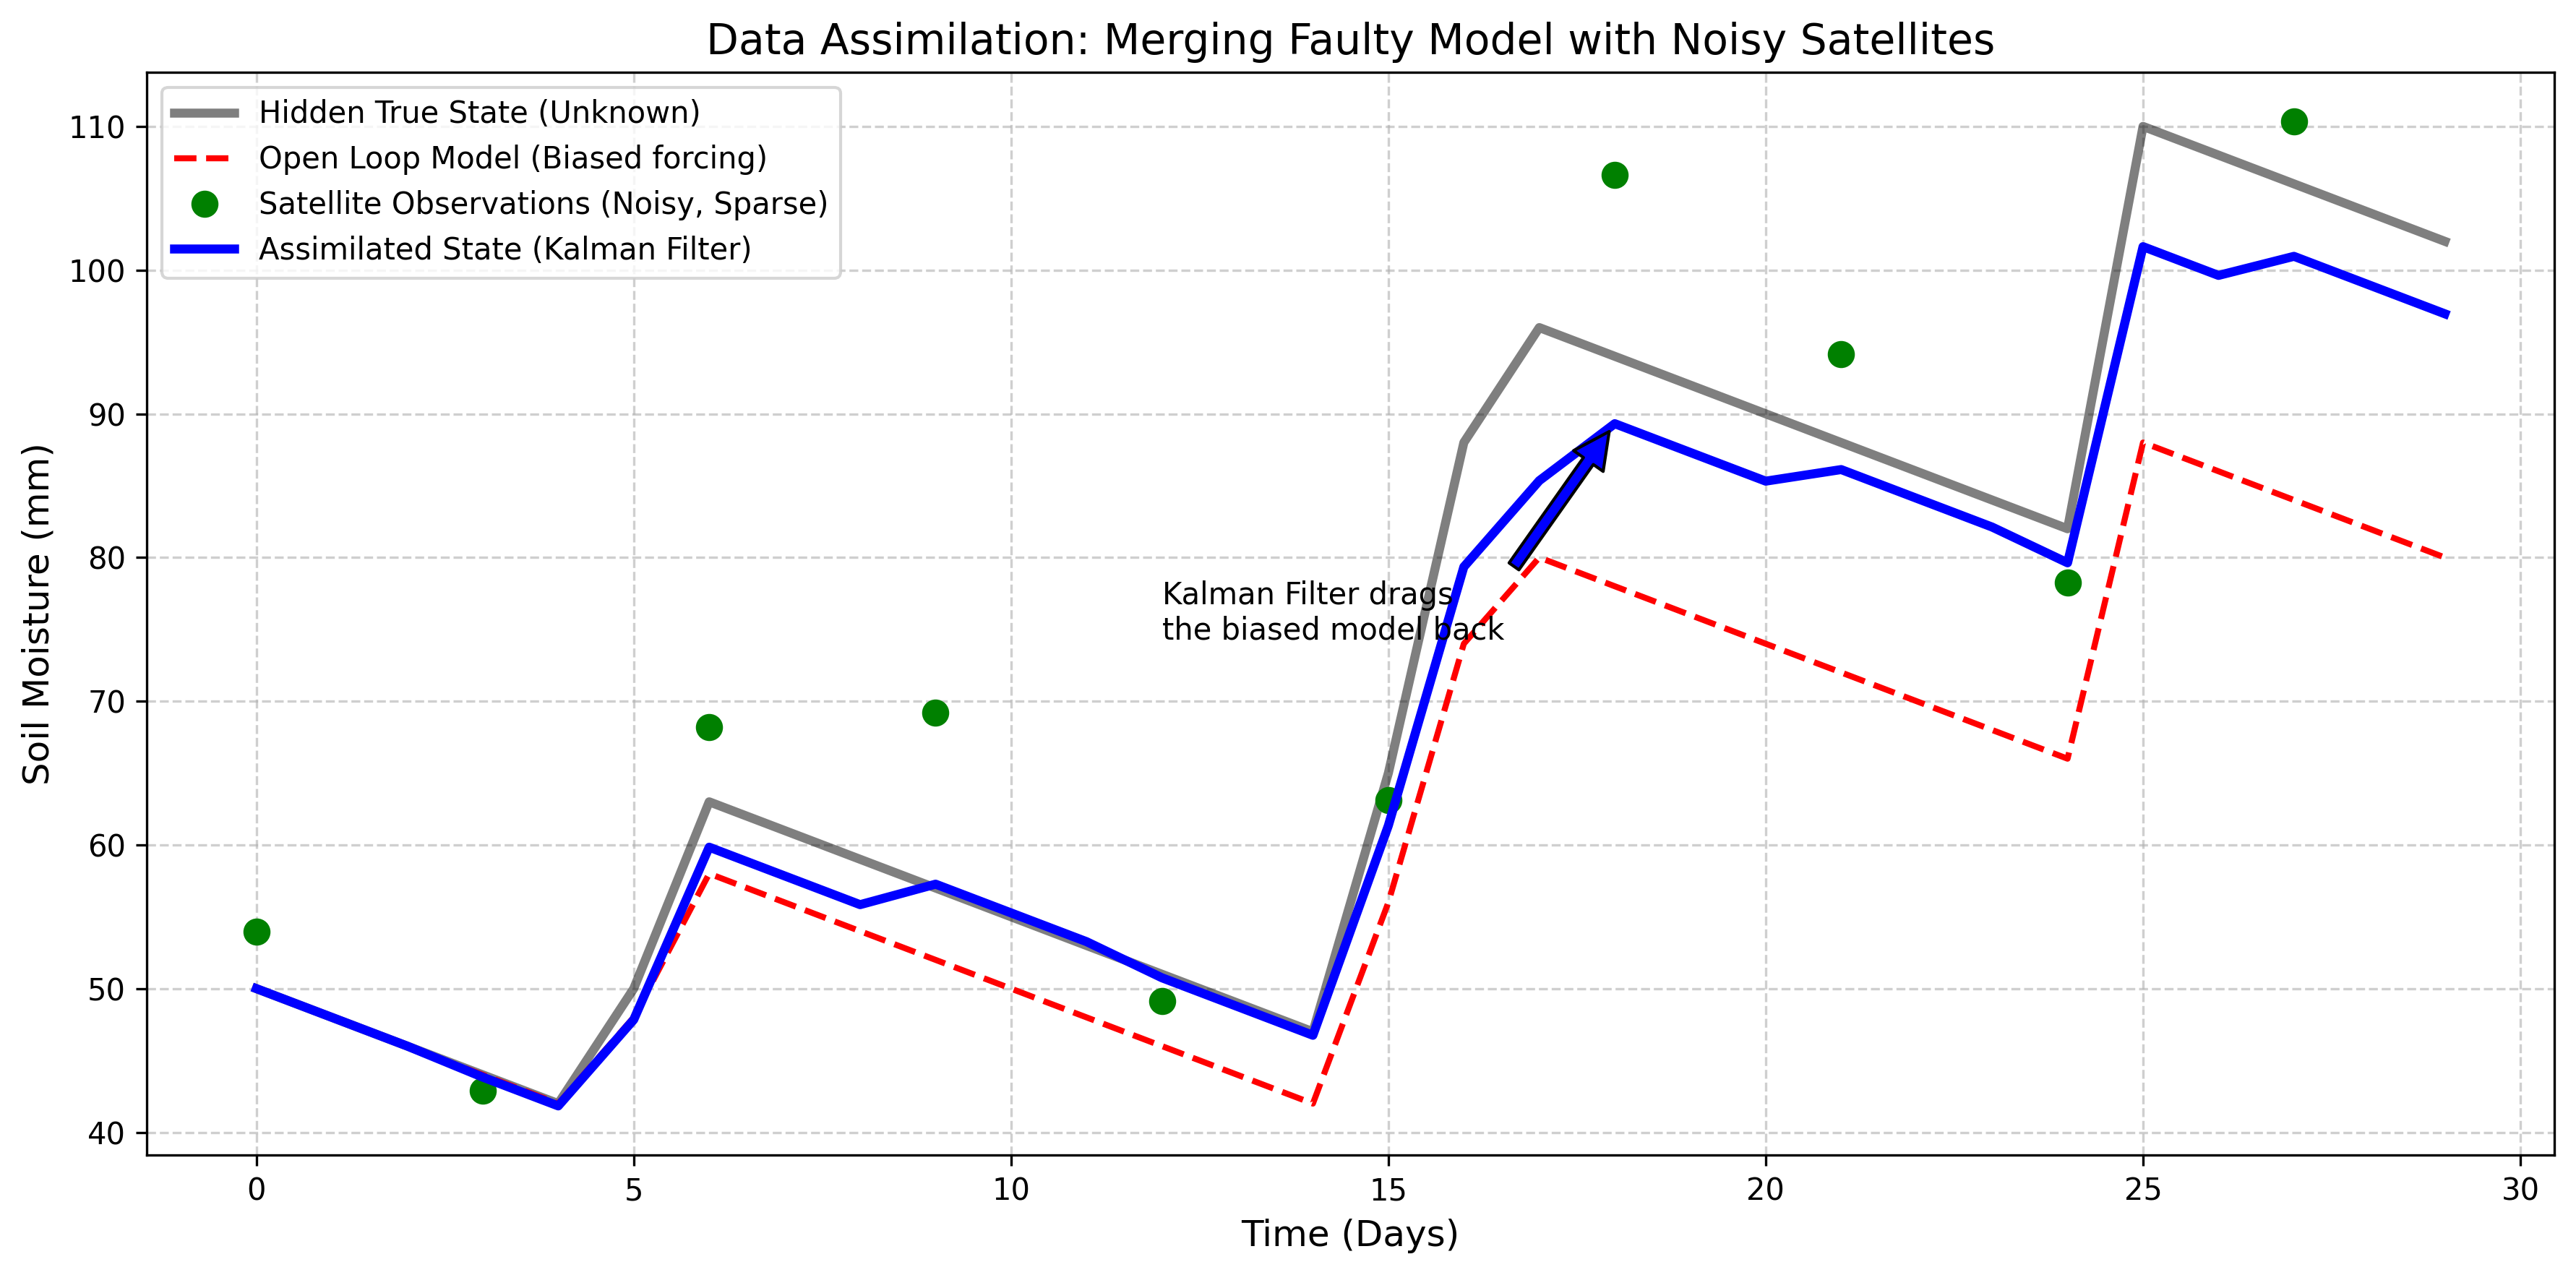 Data Assimilation: Merging Faulty Model with Noisy Satellites
Hidden True State (Unknown)
Open Loop Model (Biased forcing)
Satellite Observations (Noisy, Sparse)
Assimilated State (Kalman Filter)
Soil Moisture (mm)
110
100
90
80
70
60
50
40
Kalman Filter drags
the biased model back
0 5 10 15 20 25 30
Time (Days)